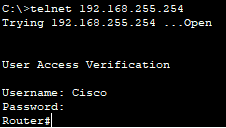 C:\>telnet 192.168.255.254
Trying 192.168.255.254 ...Open
User Access Verification
Username: Cisco
Password:
Router#